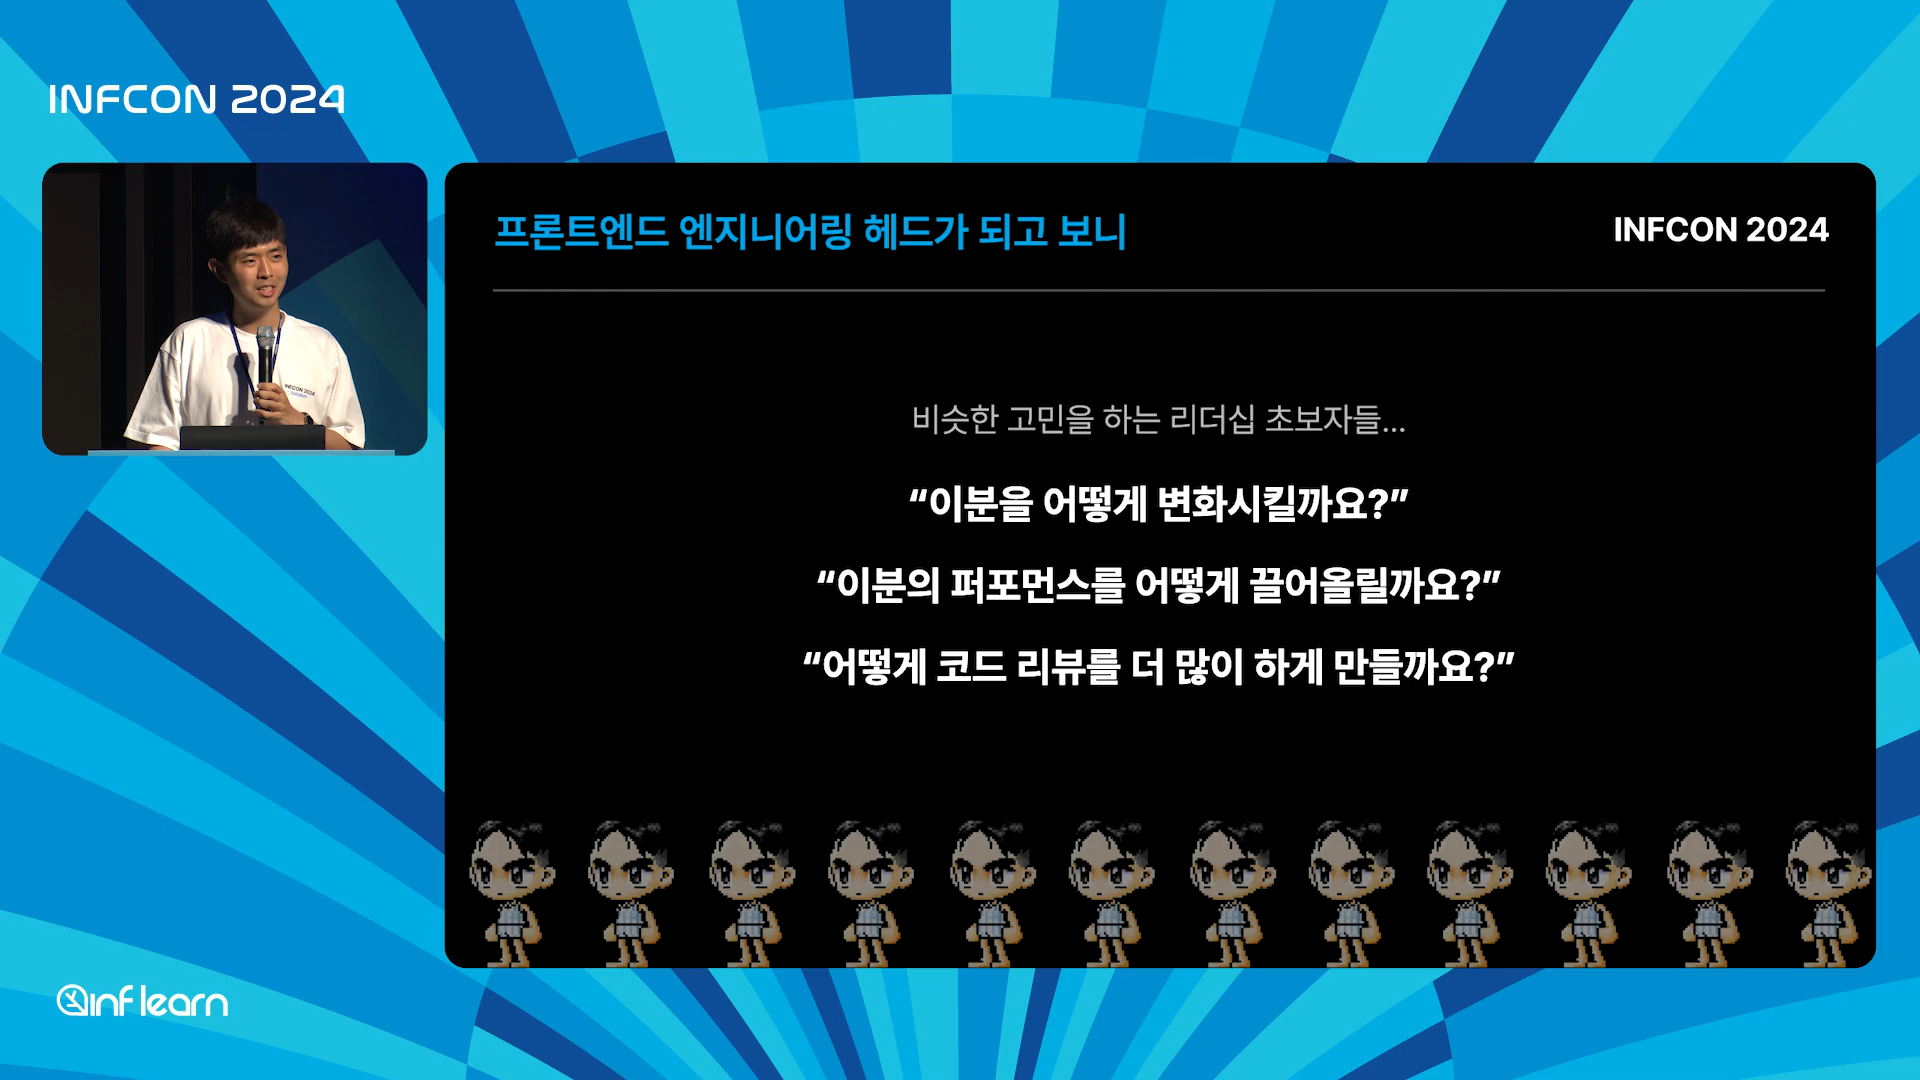 INFCON 2024
INFCON 2024
Speaker
프론트엔드 엔지니어링 헤드가 되고 보니
INFCON 2024
비슷한 고민을 하는 리더십 초보자들...
“이분을 어떻게 변화시킬까요?”
“이분의 퍼포먼스를 어떻게 끌어올릴까요?”
“어떻게 코드 리뷰를 더 많이 하게 만들까요?”
inflearn